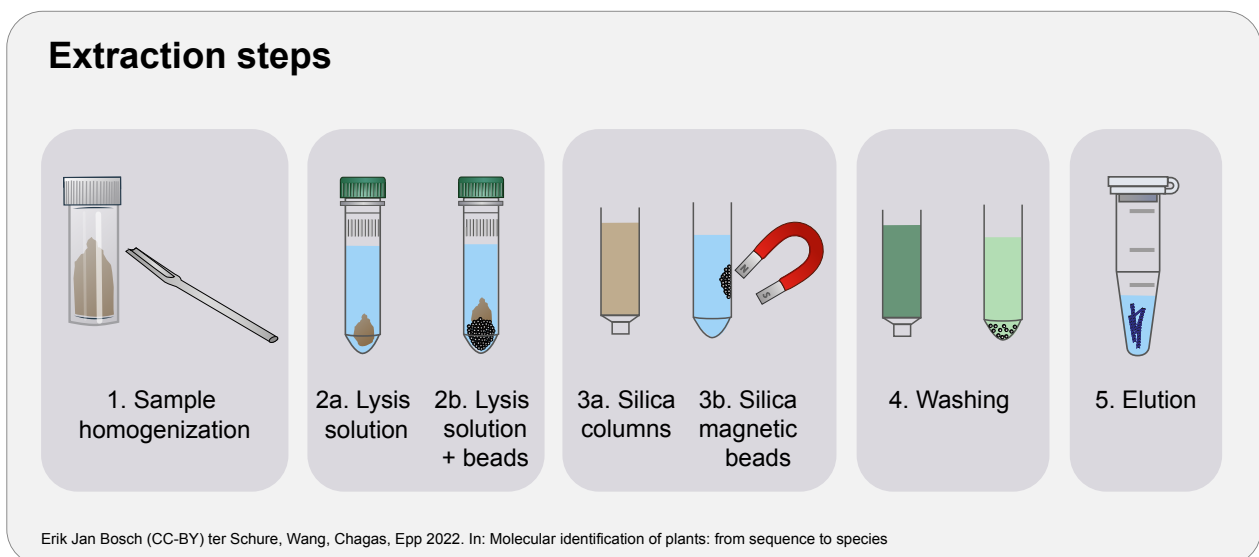 Extraction steps
1. Sample
homogenization
2a. Lysis
solution
2b. Lysis
solution
+ beads
3a. Silica
columns
3b. Silica
magnetic
beads
N
S
4. Washing
5. Elution
Erik Jan Bosch (CC-BY) ter Schure, Wang, Chagas, Epp 2022. In: Molecular identification of plants: from sequence to species